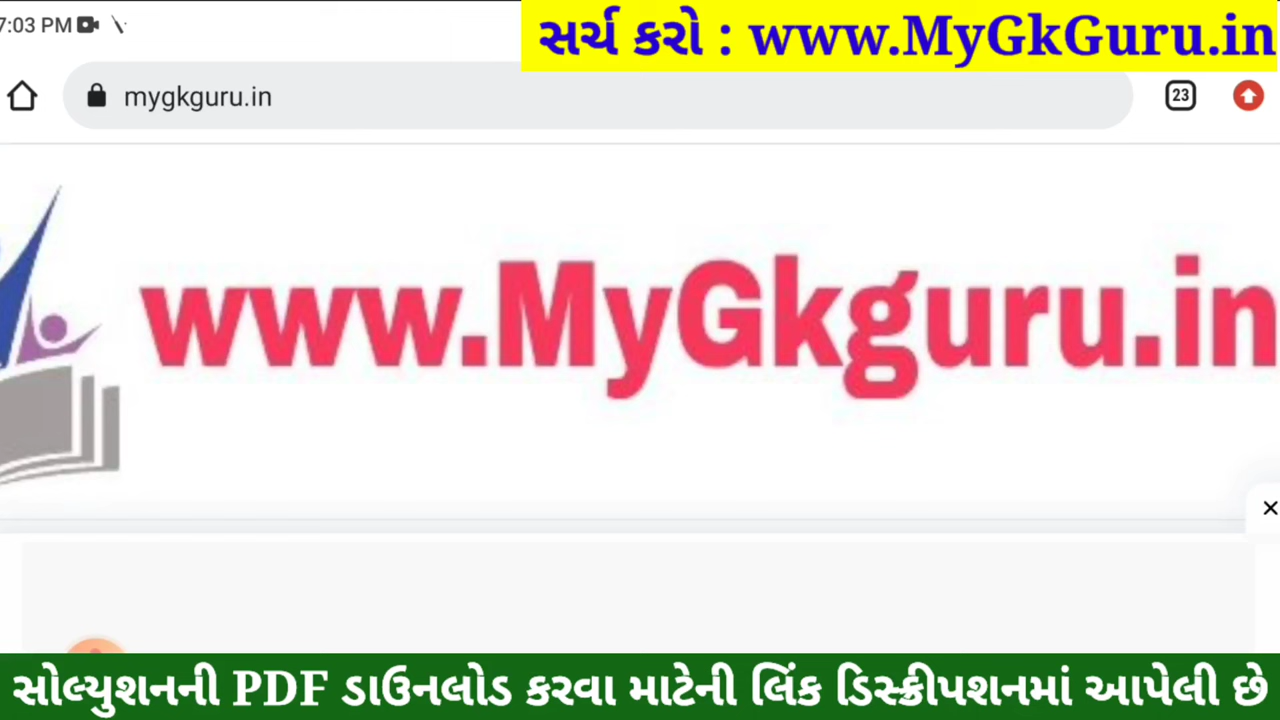 7:03 PM
સર્ચ કરો : www.MyGkGuru.in
mygkguru.in
23
www.MyGkguru.in
સોલ્યુશનની PDF ડાઉનલોડ કરવા માટેની લિંક ડિસ્ક્રીપશનમાં આપેલી છે